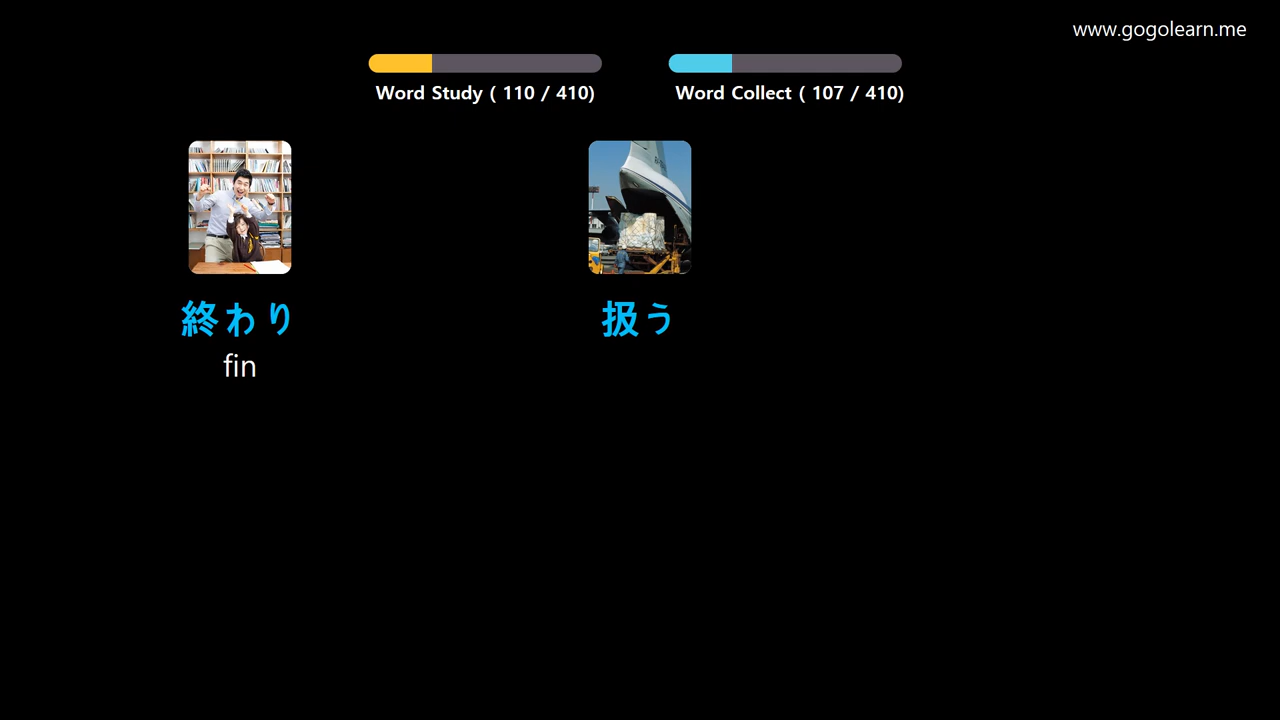 www.gogolearn.me
Word Study ( 110 / 410)
Word Collect ( 107 / 410)
終わり
扱う
fin